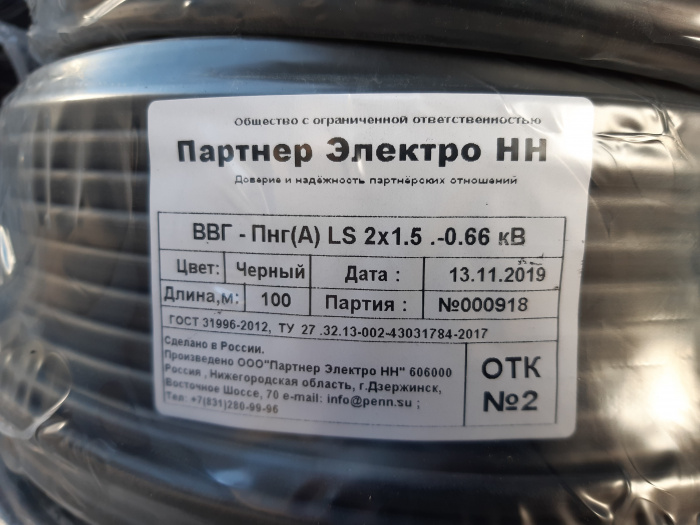 Общество с ограниченной ответственностью
Партнер Электро НН
Доверие и надёжность партнёрских отношений
ВВГ - Пнг(А) LS 2х1.5 .-0.66 кВ
Цвет: Черный Дата : 13.11.2019
Длина,м: 100 Партия : №000918
ГОСТ 31996-2012, ТУ 27 .32.13-002-43031784-2017
Сделано в России.
Произведено ООО"Партнер Электро НН" 606000
Россия , Нижегородская область, г.Дзержинск,
Восточное Шоссе, 70 e-mail: info@penn.su ;
Тел: +7(831)280-99-96
ОТК
№2